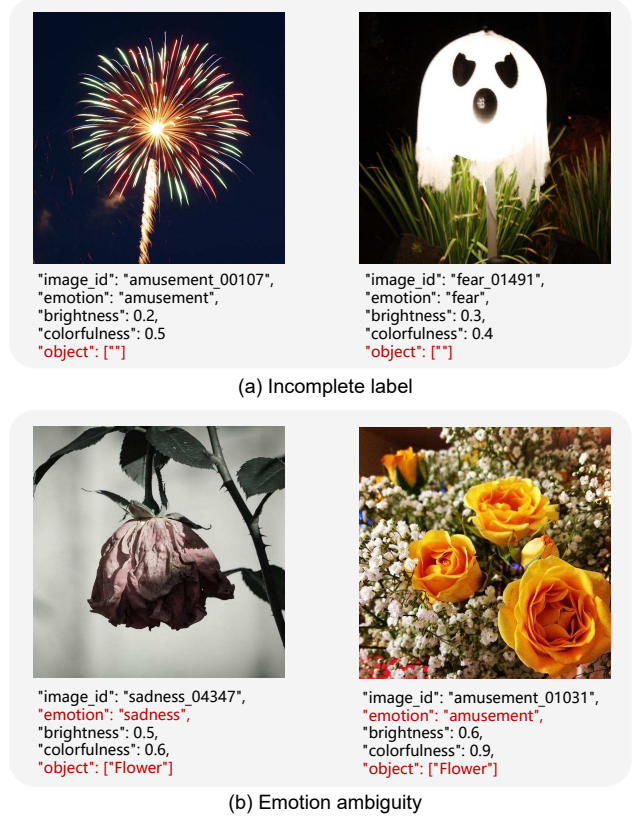 "image_id": "amusement_00107",
"emotion": "amusement",
"brightness": 0.2,
"colorfulness": 0.5
"object": [""]
"image_id": "fear_01491",
"emotion": "fear",
"brightness": 0.3,
"colorfulness": 0.4
"object": [""]
(a) Incomplete label
"image_id": "sadness_04347",
"emotion": "sadness",
"brightness": 0.5,
"colorfulness": 0.6,
"object": ["Flower"]
"image_id": "amusement_01031",
"emotion": "amusement",
"brightness": 0.6,
"colorfulness": 0.9,
"object": ["Flower"]
(b) Emotion ambiguity